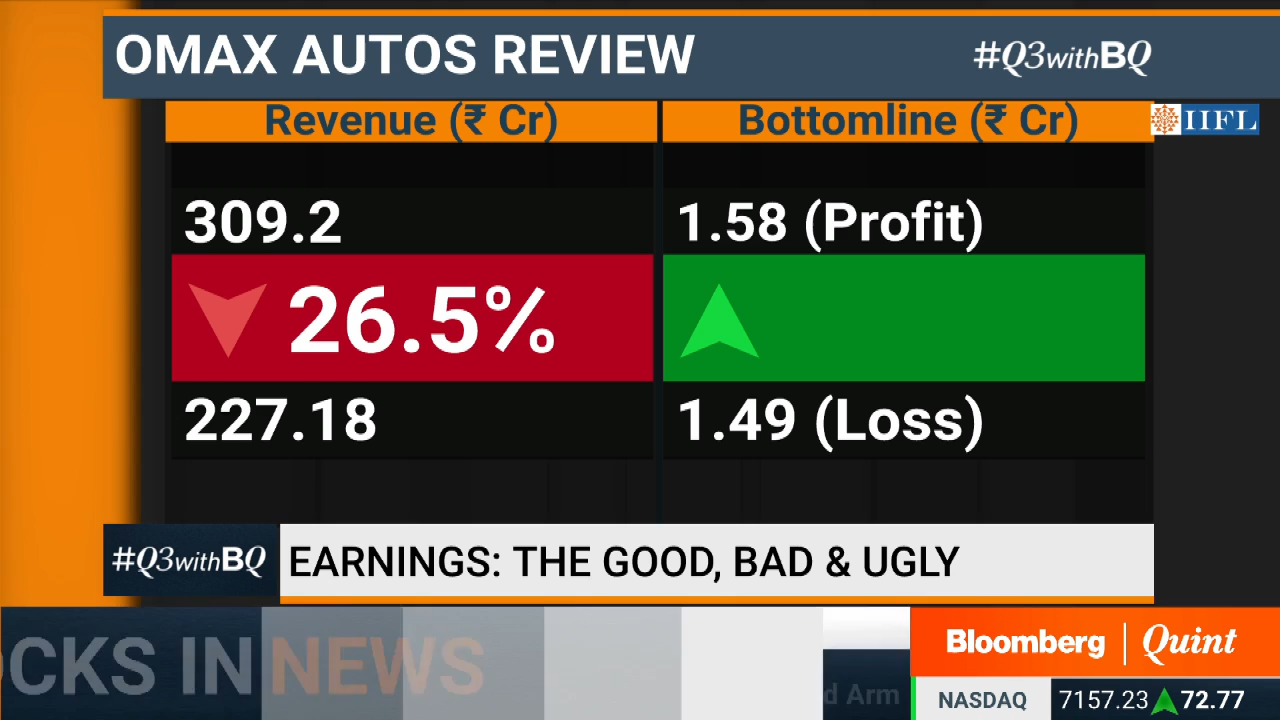 OMAX AUTOS REVIEW
#Q3withBQ
Revenue (₹ Cr)
Bottomline (₹ Cr)
IIFL
309.2
1.58 (Profit)
26.5%
227.18
1.49 (Loss)
#Q3withBQ
EARNINGS: THE GOOD, BAD & UGLY
OCKS IN NEWS
Bloomberg | Quint
d Arm
NASDAQ
7157.23 72.77